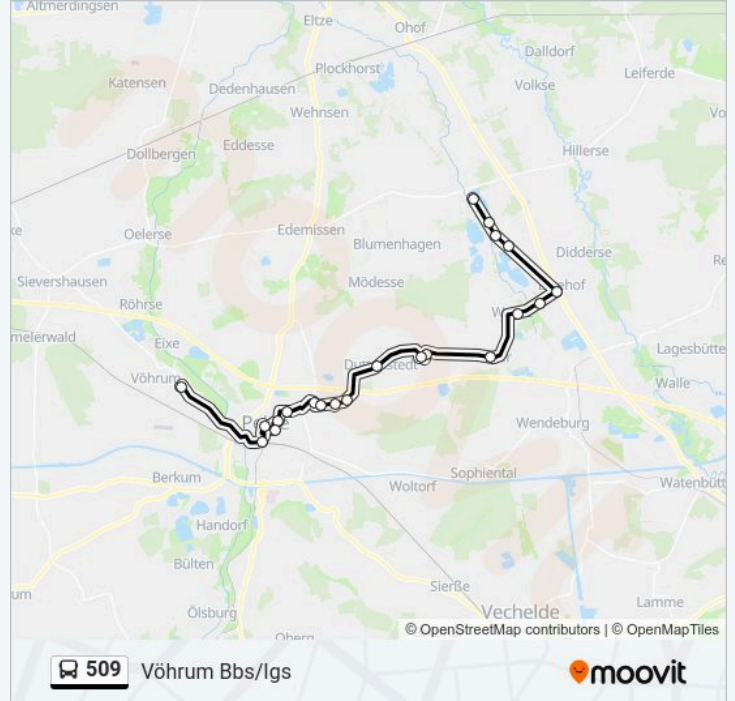 Altmerdingsen
Eltze
Ohof
Dalldorf
Plockhorst
Leiferde
Katensen
Dedenhausen
Volkse
Wehnsen
Eddesse
Dollbergen
Hillerse
Oelerse
Edemissen
Blumenhagen
Didderse
Sievershausen
Mödesse
Röhrse
Eixe
Lagesbütte
Vöhrum
Walle
Wendeburg
Berkum
Sophiental
Woltorf
Watenbütt
Handorf
Bülten
Sierße
Lamme
Ölsburg
Vechelde
© OpenStreetMap contributors | © OpenMapTiles
509 Vöhrum Bbs/Igs
moovit